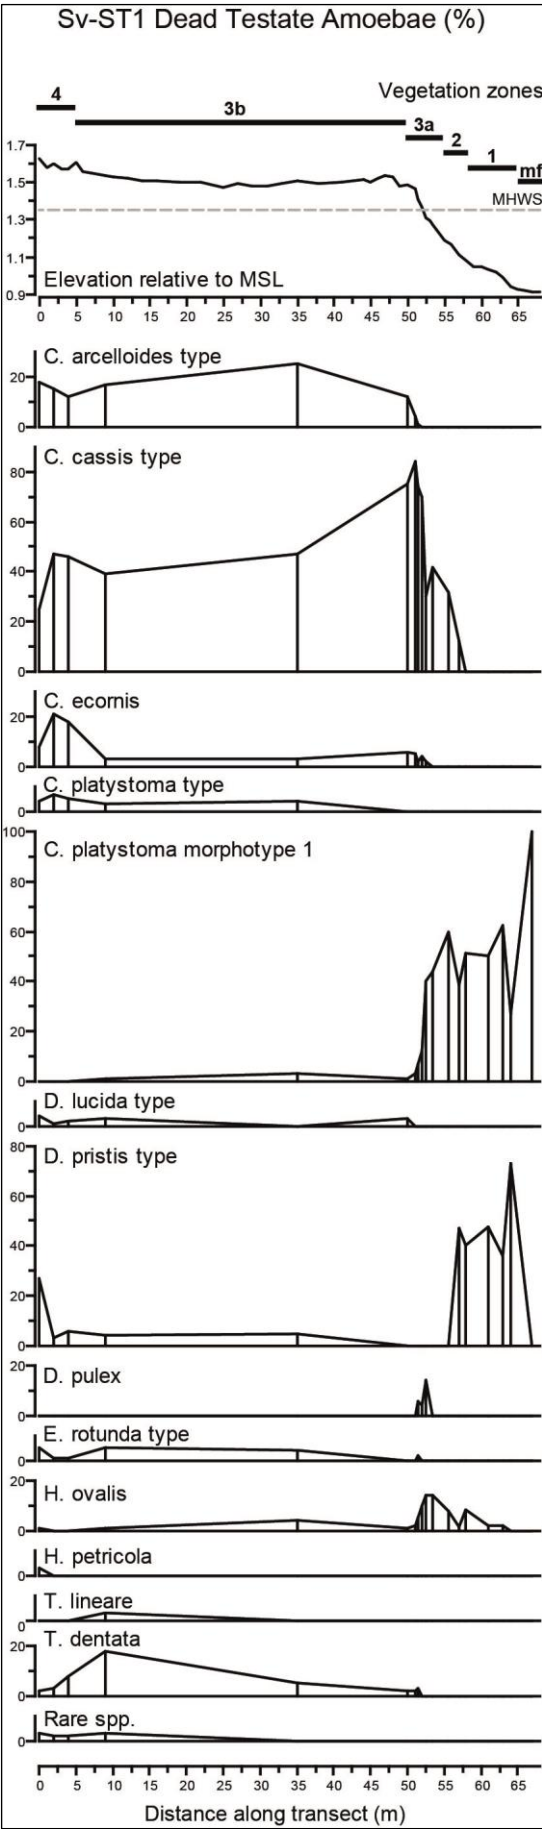 Sv-ST1 Dead Testate Amoebae (%)
Vegetation zones
4
3b
3a
2
1
mf
1.7
1.5
1.3
1.1
0.9
MHWS
Elevation relative to MSL
0 5 10 15 20 25 30 35 40 45 50 55 60 65
C. arcelloides type
20
0
C. cassis type
80
60
40
20
0
C. ecornis
20
0
C. platystoma type
0
C. platystoma morphotype 1
100
80
60
40
20
0
D. lucida type
0
D. pristis type
80
60
40
20
0
D. pulex
20
0
E. rotunda type
0
H. ovalis
20
0
H. petricola
0
T. lineare
0
T. dentata
20
0
Rare spp.
0
0 5 10 15 20 25 30 35 40 45 50 55 60 65
Distance along transect (m)